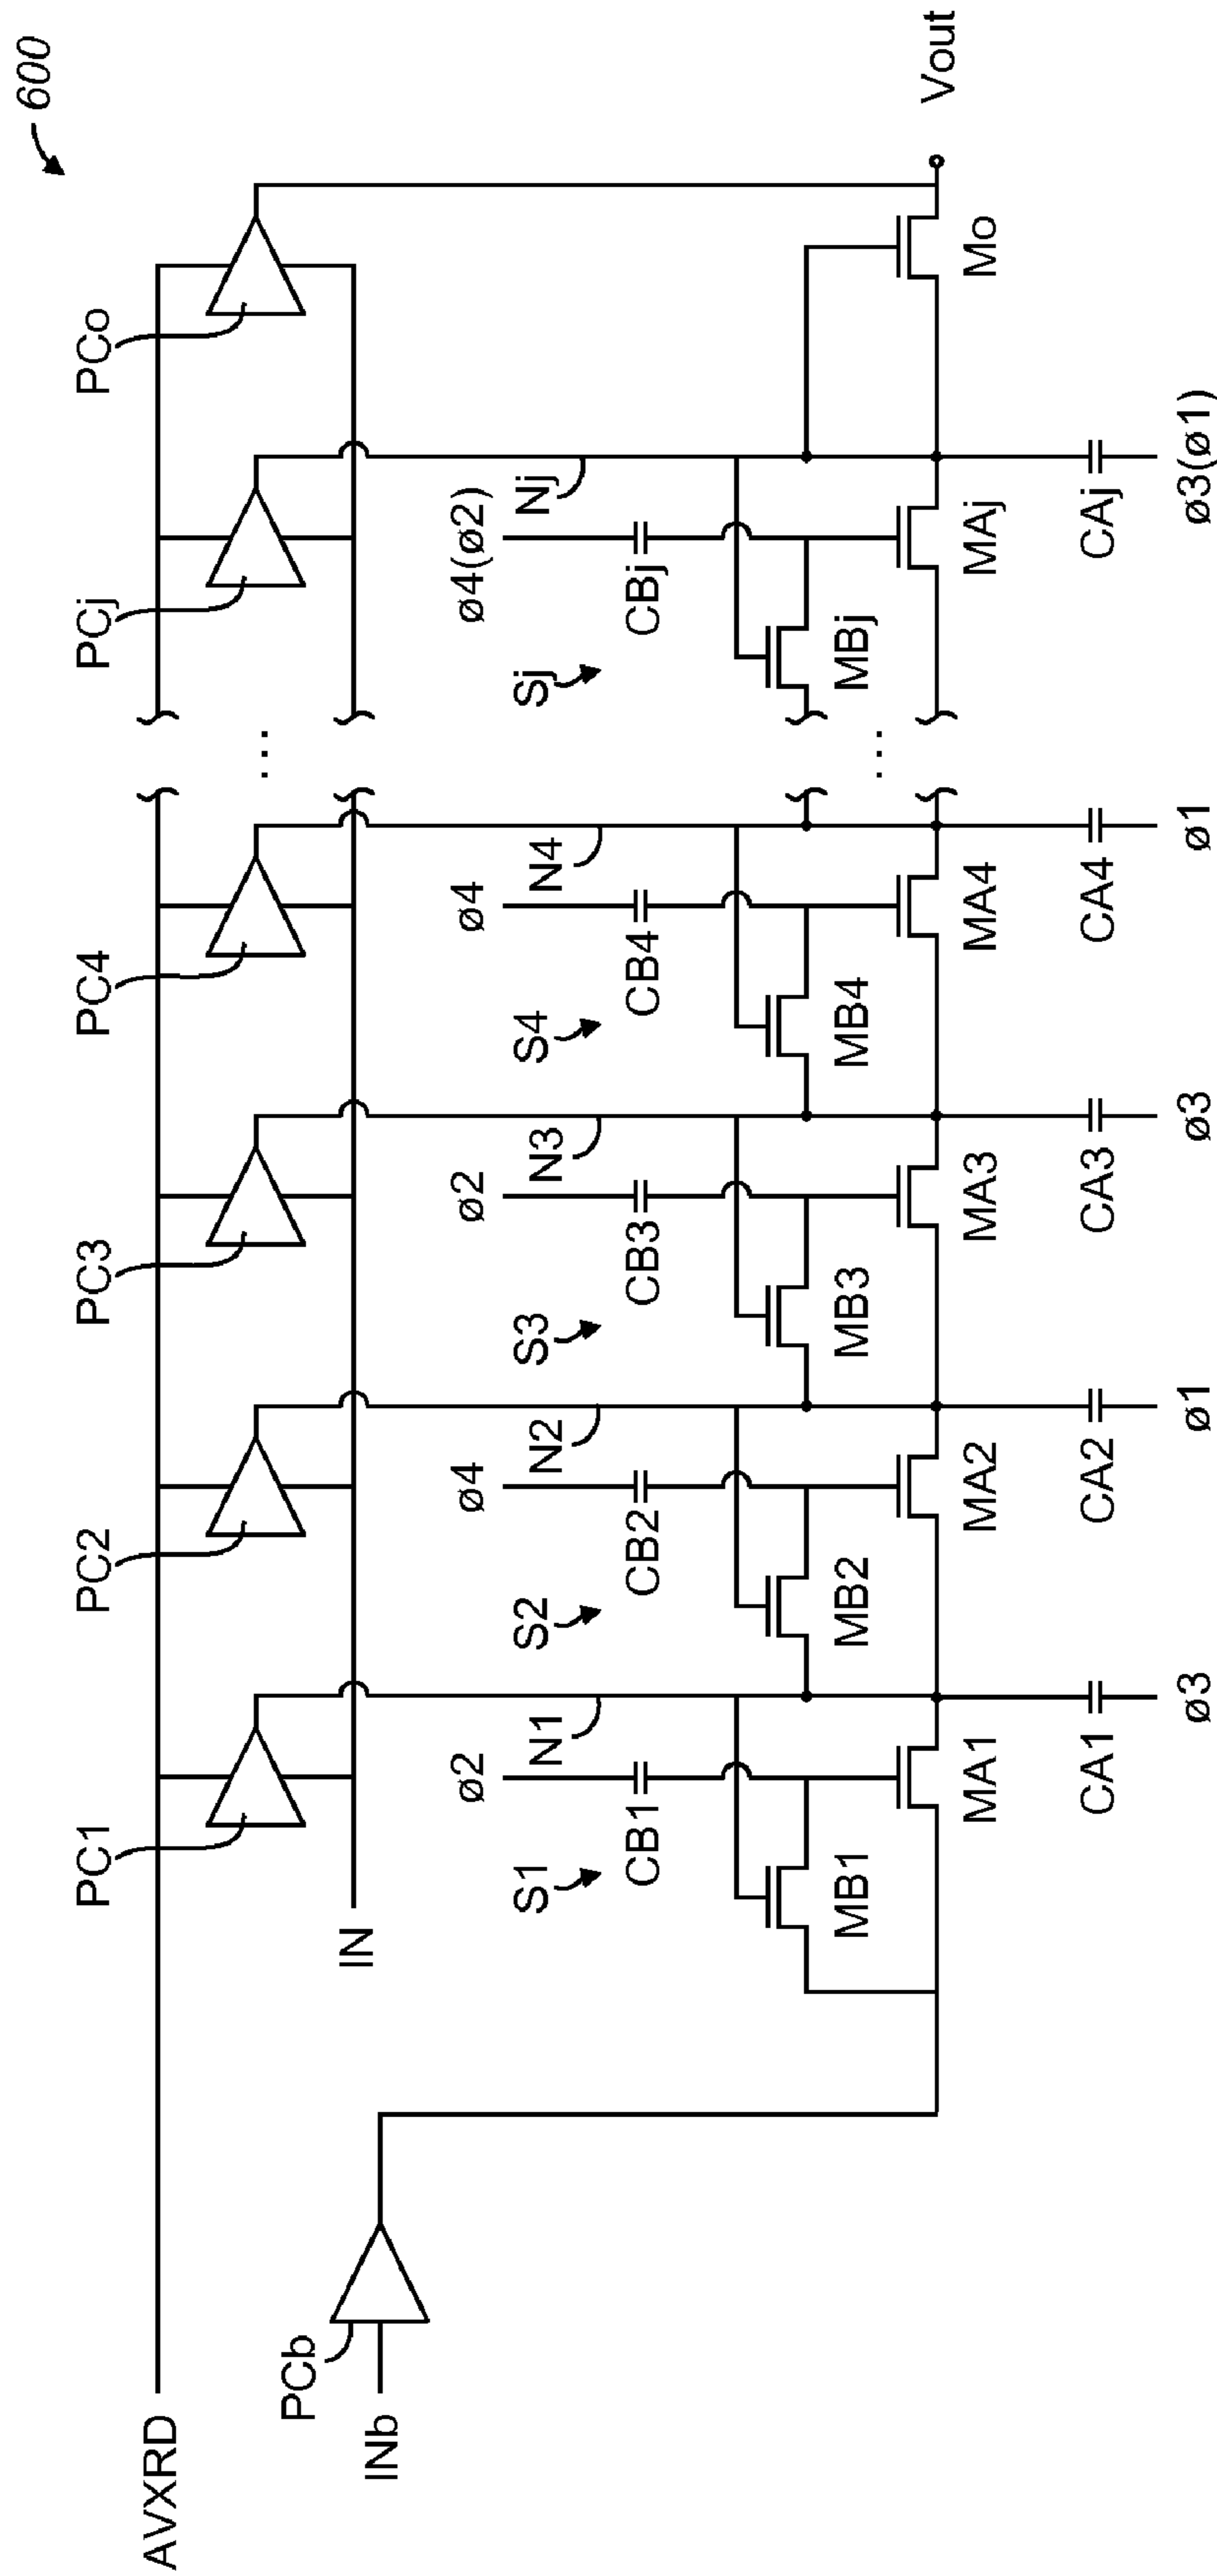 600
AVXRD
PC1
PC2
PC3
PC4
PCj
PCo
IN
PCb
INb
ø2
N1
ø4
N2
ø2
N3
ø4
N4
ø4(ø2)
Nj
S1
CB1
S2
CB2
S3
CB3
S4
CB4
Sj
CBj
...
...
MB1
MB2
MB3
MB4
MBj
MA1
MA2
MA3
MA4
MAj
Mo
Vout
CA1
CA2
CA3
CA4
CAj
ø3
ø1
ø3
ø1
ø3(ø1)